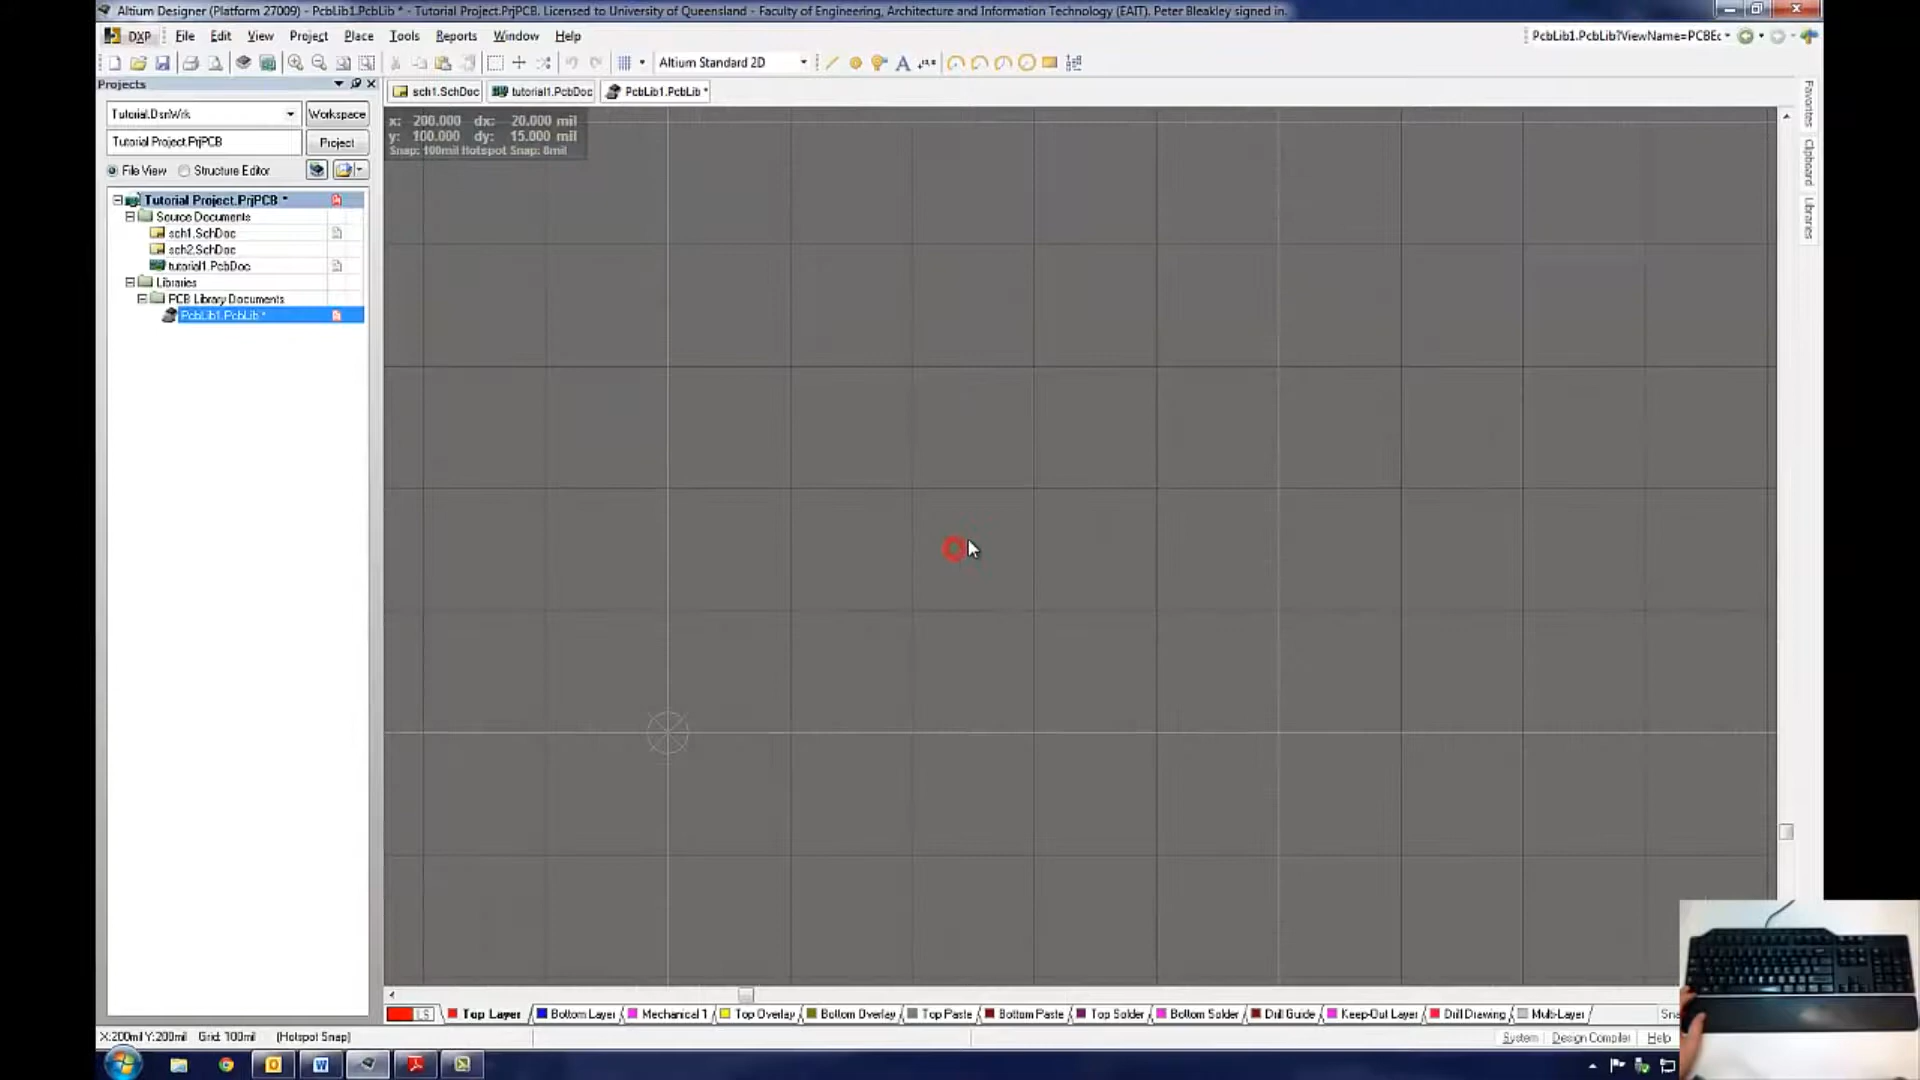 Altium Designer (Platform 27009) - PcbLib1.PcbLib * - Tutorial Project.PrjPCB. Licensed to University of Queensland - Faculty of Engineering, Architecture and Information Technology (EAIT). Peter Bleakley signed in.
DXP File Edit View Project Place Tools Reports Window Help
PcbLib1.PcbLib?ViewName=PCBEc
Altium Standard 2D
Projects
sch1.SchDoc tutorial1.PcbDoc PcbLib1.PcbLib *
Tutorial.DsnWrk Workspace
Tutorial Project.PrjPCB Project
File View Structure Editor
Tutorial Project.PrjPCB *
Source Documents
sch1.SchDoc
sch2.SchDoc
tutorial1.PcbDoc
Libraries
PCB Library Documents
PcbLib1.PcbLib *
x: 200.000 dx: 20.000 mil
y: 100.000 dy: 15.000 mil
Snap: 100mil Hotspot Snap: 8mil
Favorites
Clipboard
Libraries
LS Top Layer Bottom Layer Mechanical 1 Top Overlay Bottom Overlay Top Paste Bottom Paste Top Solder Bottom Solder Drill Guide Keep-Out Layer Drill Drawing Multi-Layer Sna
X:200mil Y:200mil Grid: 100mil (Hotspot Snap)
System Design Compiler Help